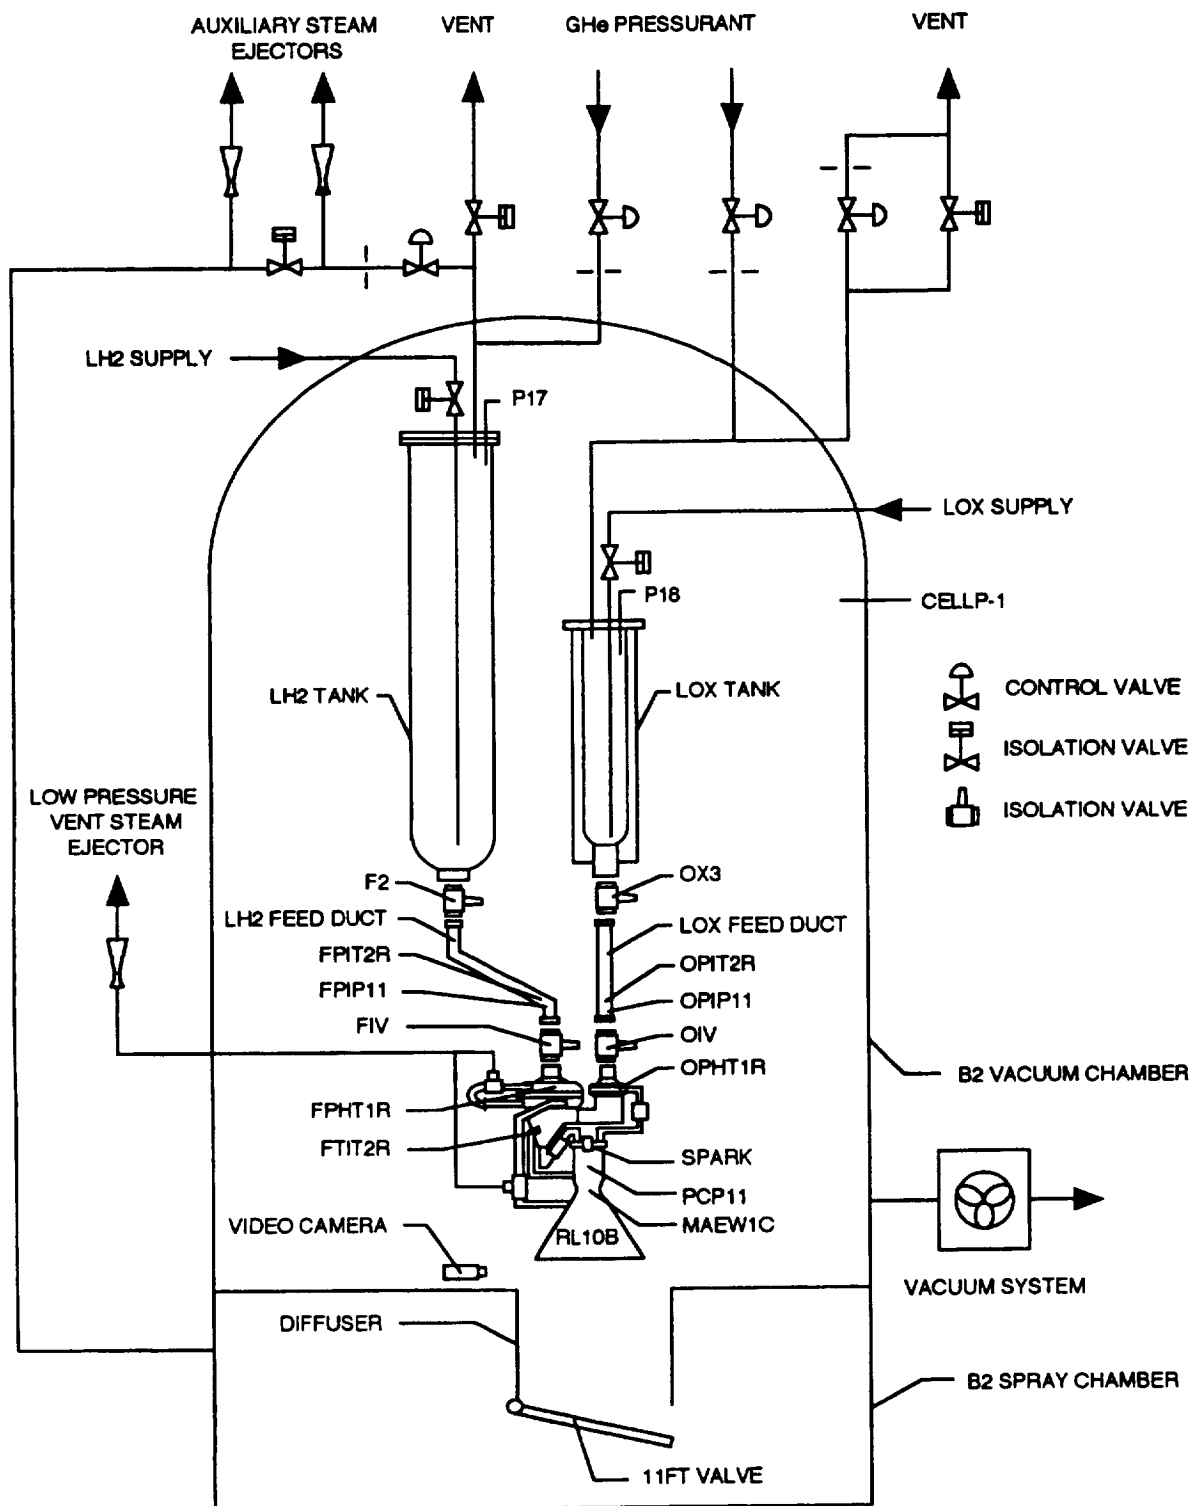 AUXILIARY STEAM
EJECTORS
VENT
GHe PRESSURANT
VENT
LH2 SUPPLY
P17
LOX SUPPLY
P18
CELLP-1
LH2 TANK
LOX TANK
CONTROL VALVE
ISOLATION VALVE
ISOLATION VALVE
LOW PRESSURE
VENT STEAM
EJECTOR
F2
OX3
LH2 FEED DUCT
LOX FEED DUCT
FPIT2R
OPIT2R
FPIP11
OPIP11
FIV
OIV
OPHT1R
B2 VACUUM CHAMBER
FPHT1R
FTIT2R
SPARK
PCP11
MAEW1C
VIDEO CAMERA
RL10B
VACUUM SYSTEM
DIFFUSER
B2 SPRAY CHAMBER
11FT VALVE